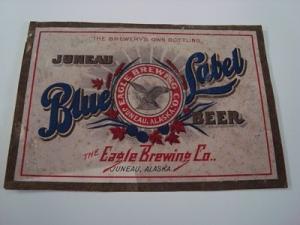 THE BREWERY'S OWN BOTTLING
JUNEAU
Blue Label
EAGLE BREWING CO.
JUNEAU, ALASKA.
BEER
THE Eagle Brewing Co.,
JUNEAU, ALASKA.